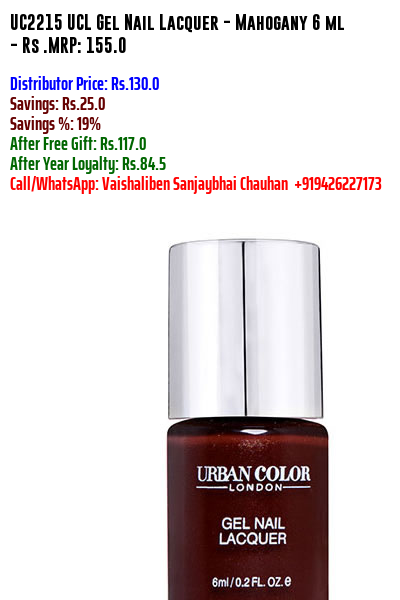 UC2215 UCL Gel Nail Lacquer - Mahogany 6 ml
- Rs .MRP: 155.0
Distributor Price: Rs.130.0
Savings: Rs.25.0
Savings %: 19%
After Free Gift: Rs.117.0
After Year Loyalty: Rs.84.5
Call/WhatsApp: Vaishaliben Sanjaybhai Chauhan +919426227173
URBAN COLOR
LONDON
GEL NAIL
LACQUER
6ml/0.2 FL. OZ. e